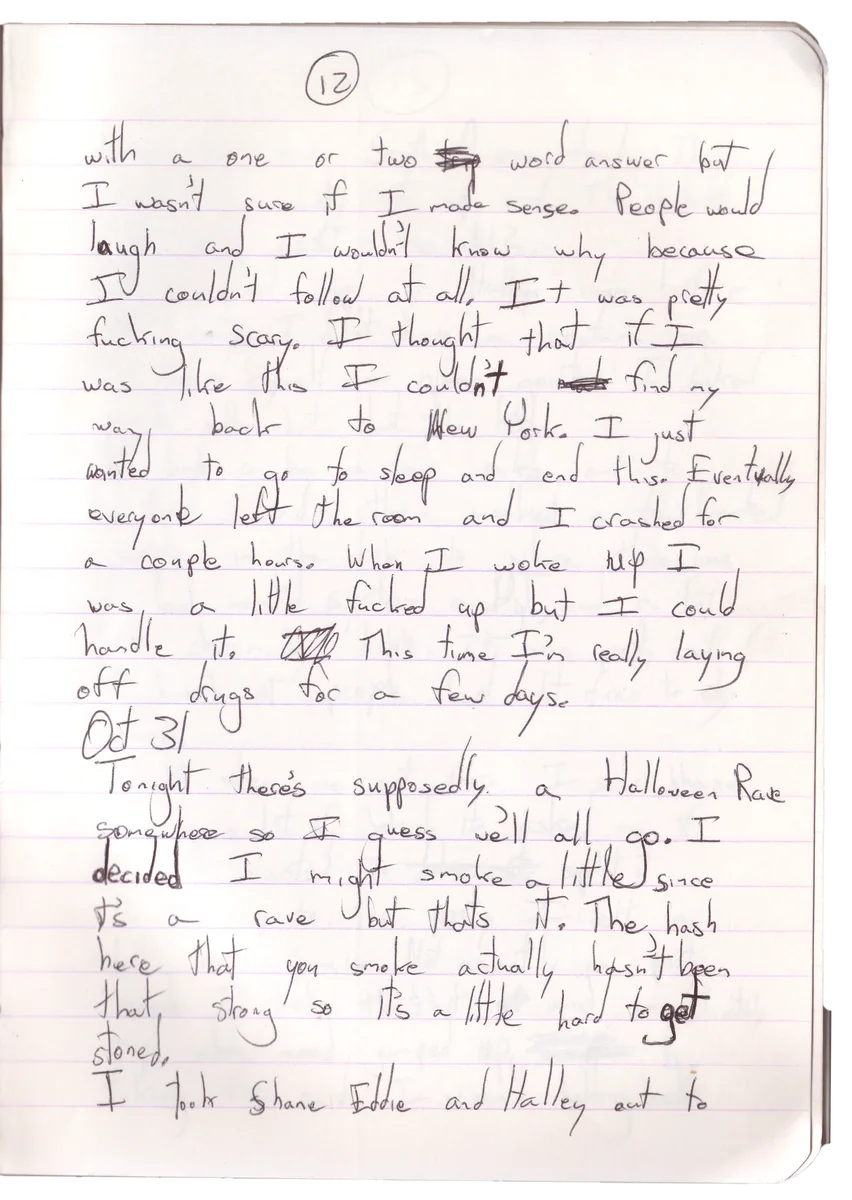 12
with a one or two word answer but
I wasn't sure if I made sense. People would
laugh and I wouldn't know why because
I couldn't follow at all. It was pretty
fucking scary. I thought that if I
was like this I couldn't find my
way back to New York. I just
wanted to go to sleep and end this. Eventually
everyone left the room and I crashed for
a couple hours. When I woke up I
was a little fucked up but I could
handle it. This time I'm really laying
off drugs for a few days.
Oct 31
Tonight there's supposedly a Halloween Rave
somewhere so I guess we'll all go. I
decided I might smoke a little since
it's a rave but thats it. The hash
here that you smoke actually hasn't been
that strong so it's a little hard to get
stoned.
I took Shane Eddie and Halley out to